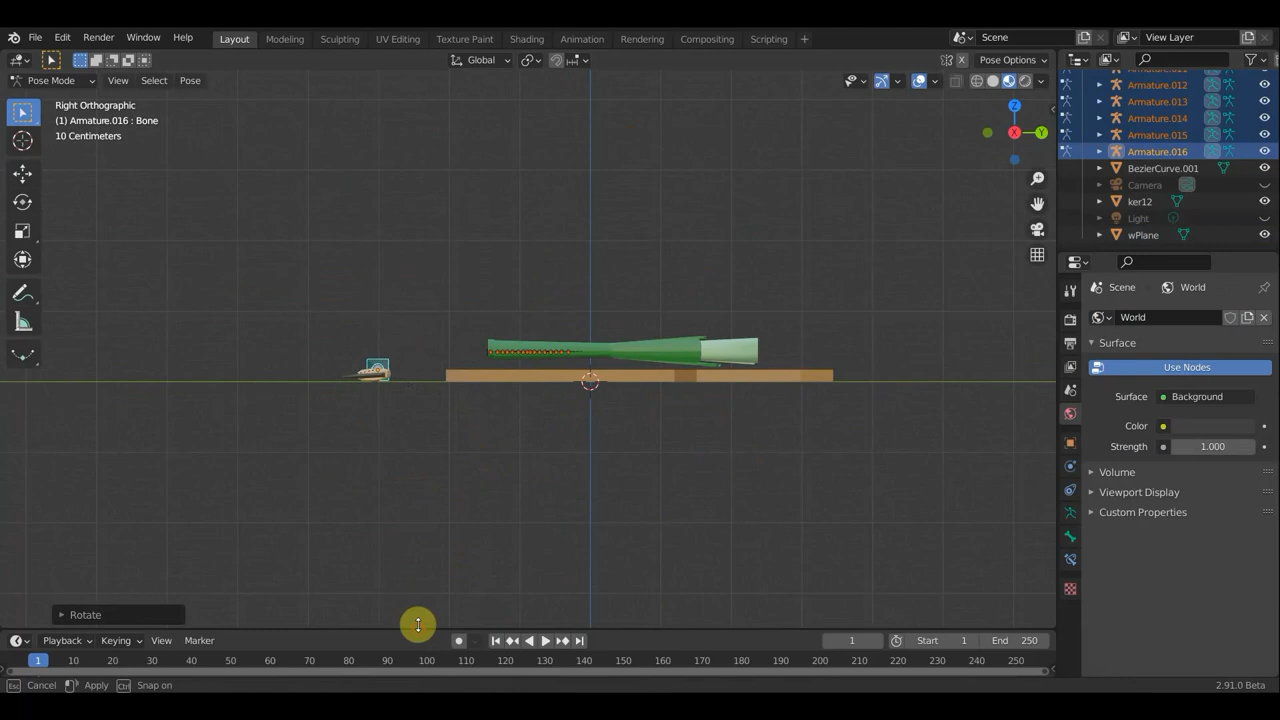 File Edit Render Window Help Layout Modeling Sculpting UV Editing Texture Paint Shading Animation Rendering Compositing Scripting + Scene View Layer
Global Pose Options
Pose Mode View Select Pose
Right Orthographic
(1) Armature.016 : Bone
10 Centimeters
Z
X
Y
Armature.012
Armature.013
Armature.014
Armature.015
Armature.016
BezierCurve.001
Camera
ker12
Light
wPlane
Scene World
World
Surface
Use Nodes
Surface Background
Color
Strength 1.000
Volume
Viewport Display
Custom Properties
Rotate
Playback Keying View Marker 1 Start 1 End 250
1 10 20 30 40 50 60 70 80 90 100 110 120 130 140 150 160 170 180 190 200 210 220 230 240 250
Esc Cancel Apply Ctrl Snap on 2.91.0 Beta